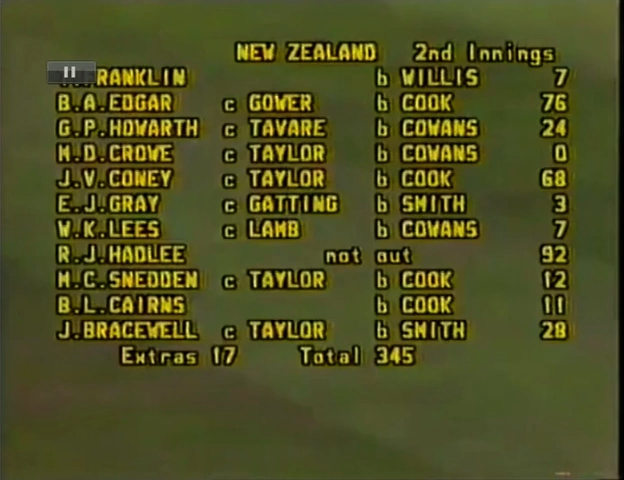 NEW ZEALAND 2nd Innings
RANKLIN b WILLIS 7
B.A.EDGAR c GOWER b COOK 76
G.P.HOWARTH c TAVARE b COWANS 24
M.D.CROWE c TAYLOR b COWANS 0
J.V.CONEY c TAYLOR b COOK 68
E.J.GRAY c GATTING b SMITH 3
W.K.LEES c LAMB b COWANS 7
R.J.HADLEE not out 92
M.C.SNEDDEN c TAYLOR b COOK 12
B.L.CAIRNS b COOK 11
J.BRACEWELL c TAYLOR b SMITH 28
Extras 17 Total 345